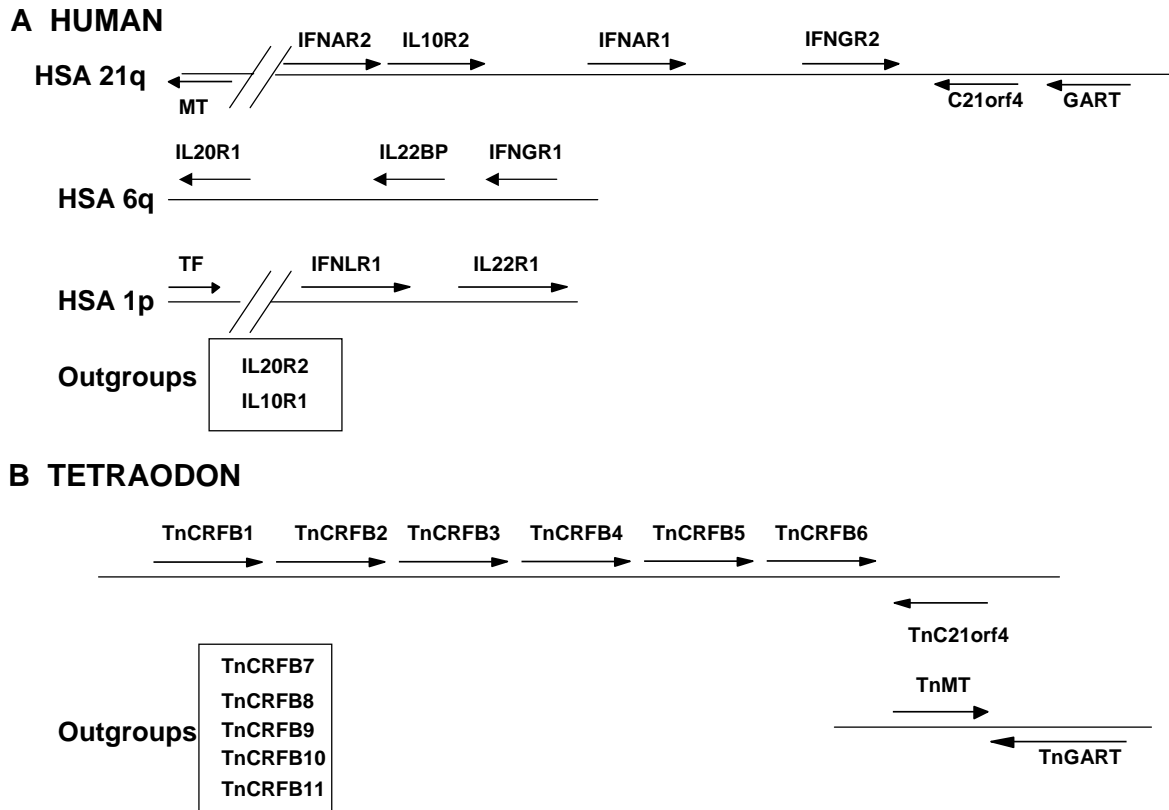 A HUMAN
IFNAR2 IL10R2 IFNAR1 IFNGR2
HSA 21q
MT C21orf4 GART
IL20R1 IL22BP IFNGR1
HSA 6q
TF IFNLR1 IL22R1
HSA 1p
Outgroups
IL20R2
IL10R1
B TETRAODON
TnCRFB1 TnCRFB2 TnCRFB3 TnCRFB4 TnCRFB5 TnCRFB6
TnC21orf4
TnCRFB7
TnMT
TnCRFB8
Outgroups
TnCRFB9
TnCRFB10
TnGART
TnCRFB11